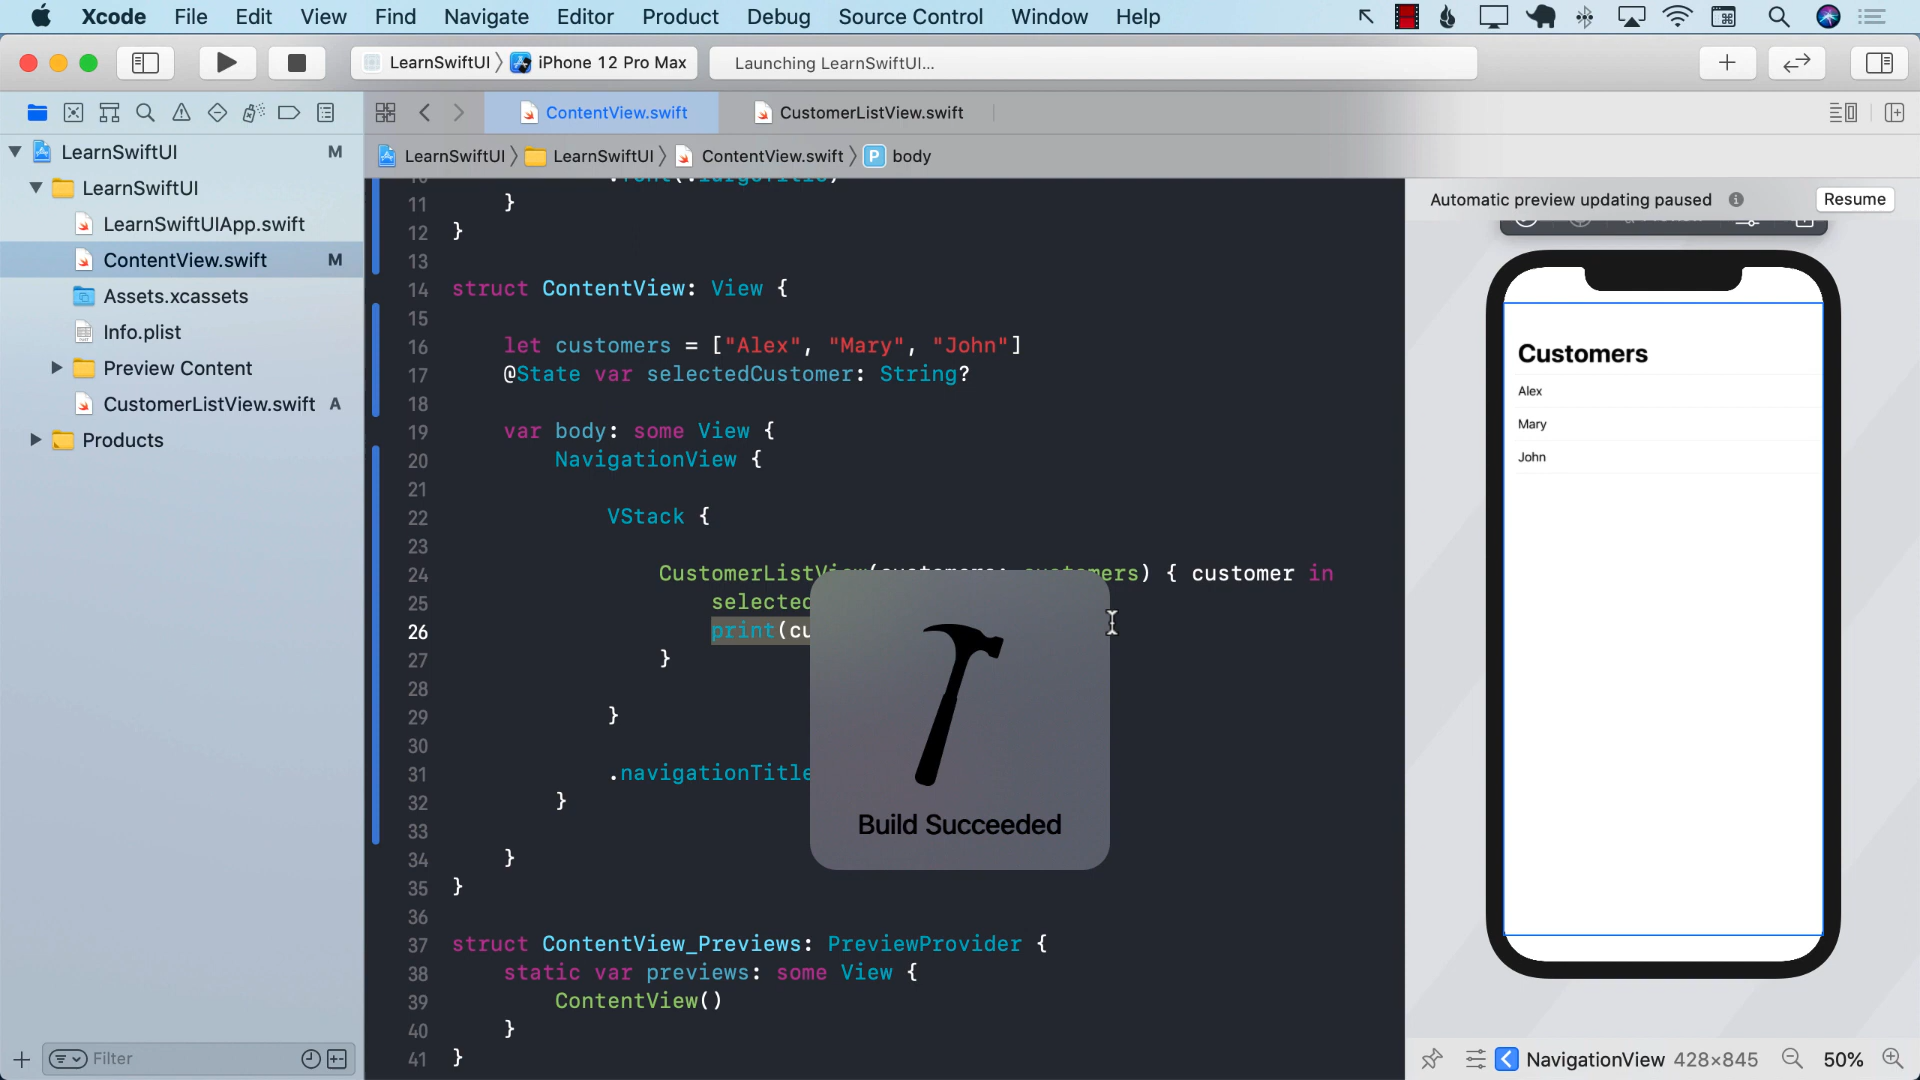 Xcode File Edit View Find Navigate Editor Product Debug Source Control Window Help
LearnSwiftUI iPhone 12 Pro Max Launching LearnSwiftUI...
ContentView.swift CustomerListView.swift
LearnSwiftUI LearnSwiftUI ContentView.swift P body
LearnSwiftUI M
LearnSwiftUI
LearnSwiftUIApp.swift
ContentView.swift M
Assets.xcassets
Info.plist
Preview Content
CustomerListView.swift A
Products
Filter
11 }
12 }
13
14 struct ContentView: View {
15
16 let customers = ["Alex", "Mary", "John"]
17 @State var selectedCustomer: String?
18
19 var body: some View {
20 NavigationView {
21
22 VStack {
23
24 CustomerListView(customers: customers) { customer in
25 selected
26 print(cu
27 }
28
29 }
30
31 .navigationTitle
32 }
33
34 }
35 }
36
37 struct ContentView_Previews: PreviewProvider {
38 static var previews: some View {
39 ContentView()
40 }
41 }
Build Succeeded
Automatic preview updating paused Resume
Customers
Alex
Mary
John
NavigationView 428×845 50%